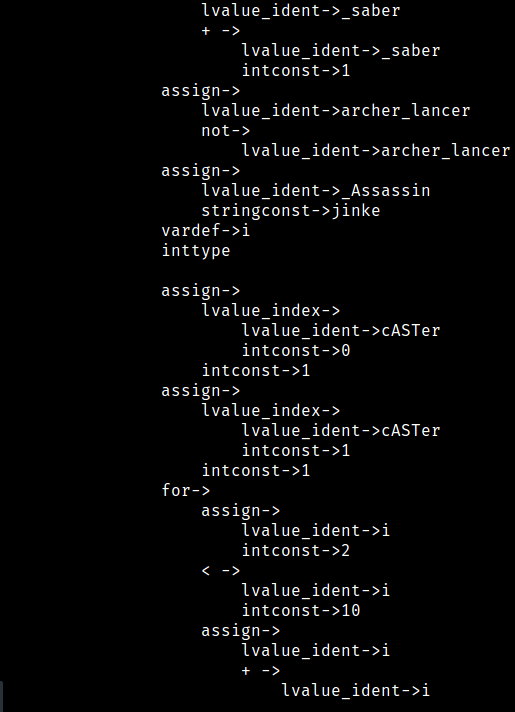 lvalue_ident->_saber
+ ->
lvalue_ident->_saber
intconst->1
assign->
lvalue_ident->archer_lancer
not->
lvalue_ident->archer_lancer
assign->
lvalue_ident->_Assassin
stringconst->jinke
vardef->i
inttype
assign->
lvalue_index->
lvalue_ident->cASTer
intconst->0
intconst->1
assign->
lvalue_index->
lvalue_ident->cASTer
intconst->1
intconst->1
for->
assign->
lvalue_ident->i
intconst->2
< ->
lvalue_ident->i
intconst->10
assign->
lvalue_ident->i
+ ->
lvalue_ident->i